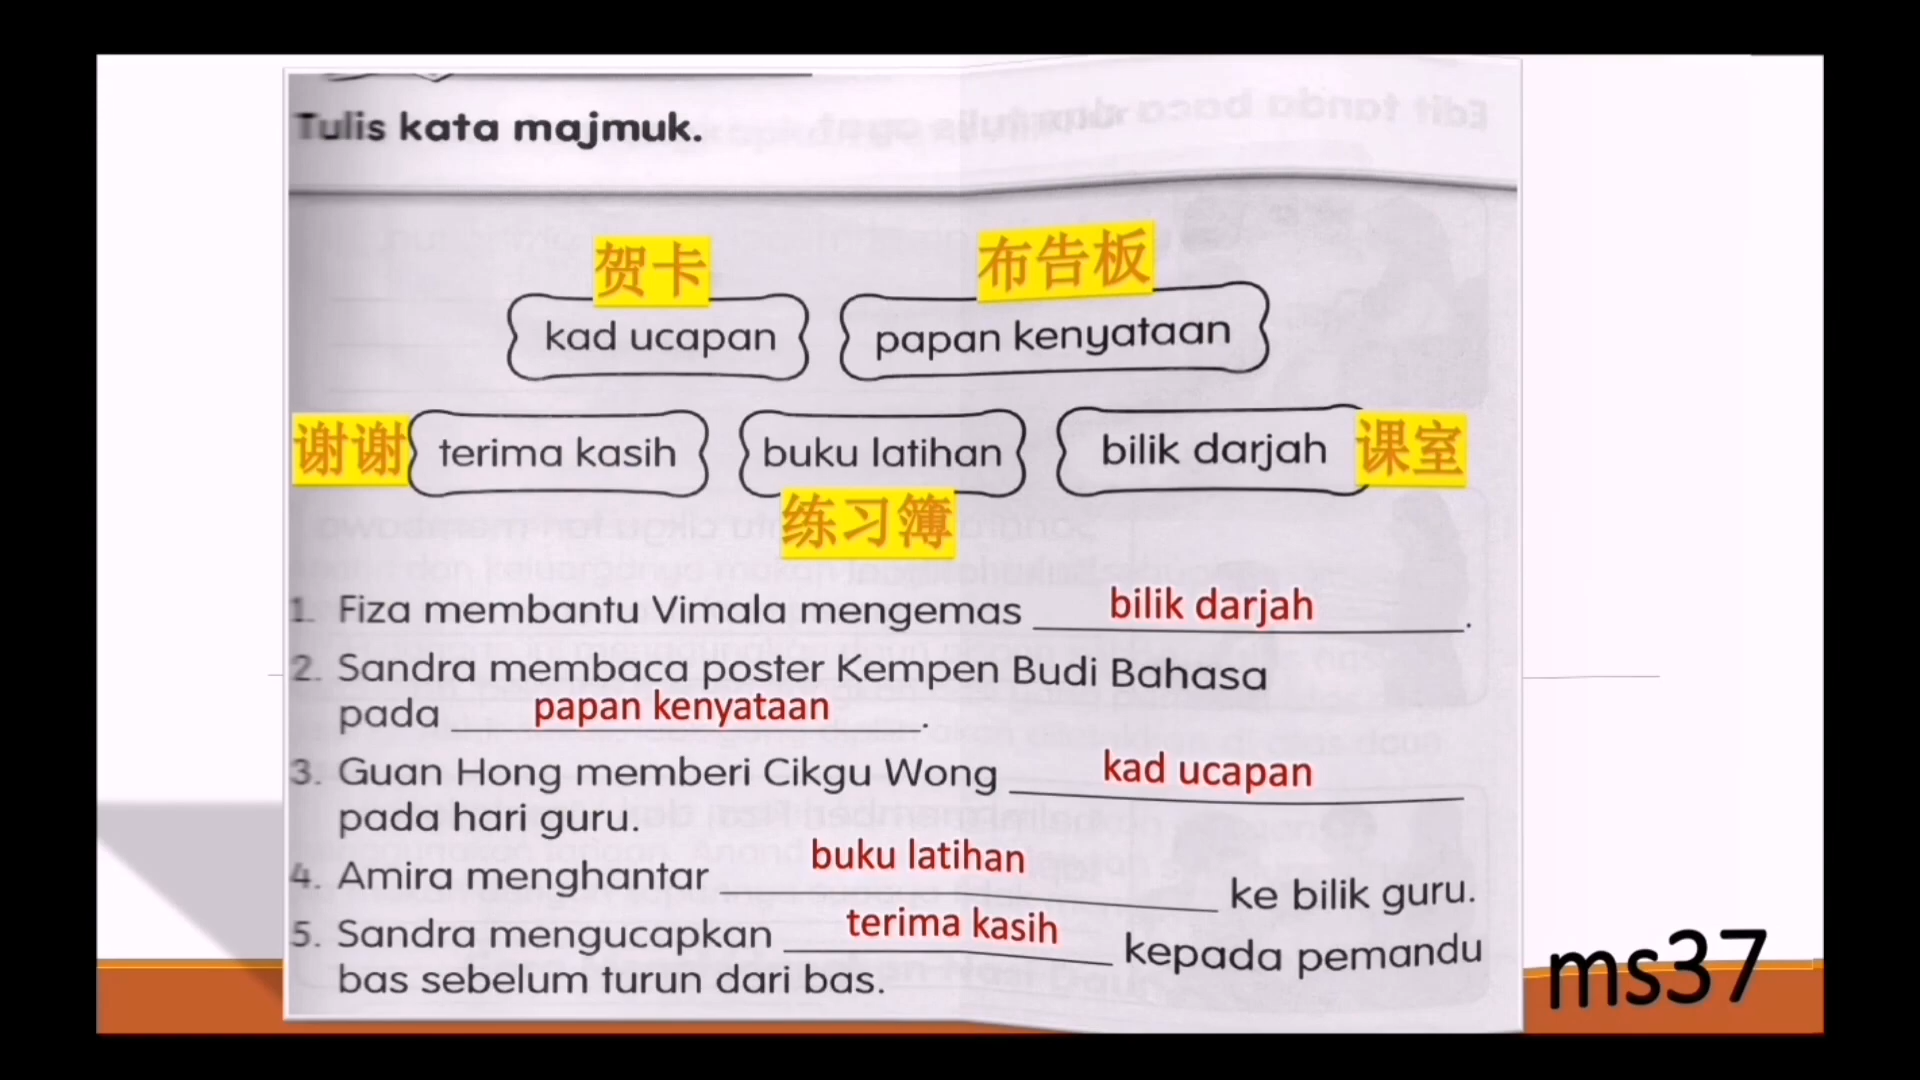 Tulis kata majmuk.
贺卡
布告板
kad ucapan
papan kenyataan
谢谢
terima kasih
buku latihan
bilik darjah
课室
练习簿
1. Fiza membantu Vimala mengemas bilik darjah.
2. Sandra membaca poster Kempen Budi Bahasa
pada papan kenyataan.
3. Guan Hong memberi Cikgu Wong kad ucapan
pada hari guru.
4. Amira menghantar buku latihan ke bilik guru.
5. Sandra mengucapkan terima kasih kepada pemandu
bas sebelum turun dari bas.
ms37